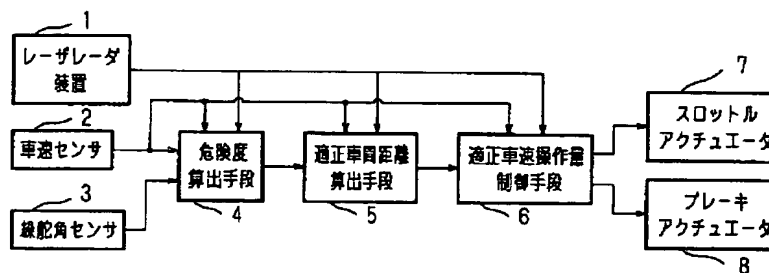 1
レーザレーダ
装置
2
車速センサ
3
操舵角センサ
危険度
算出手段
4
適正車間距離
算出手段
5
適正車速操作量
制御手段
6
7
スロットル
アクチュエータ
ブレーキ
アクチュエータ
8